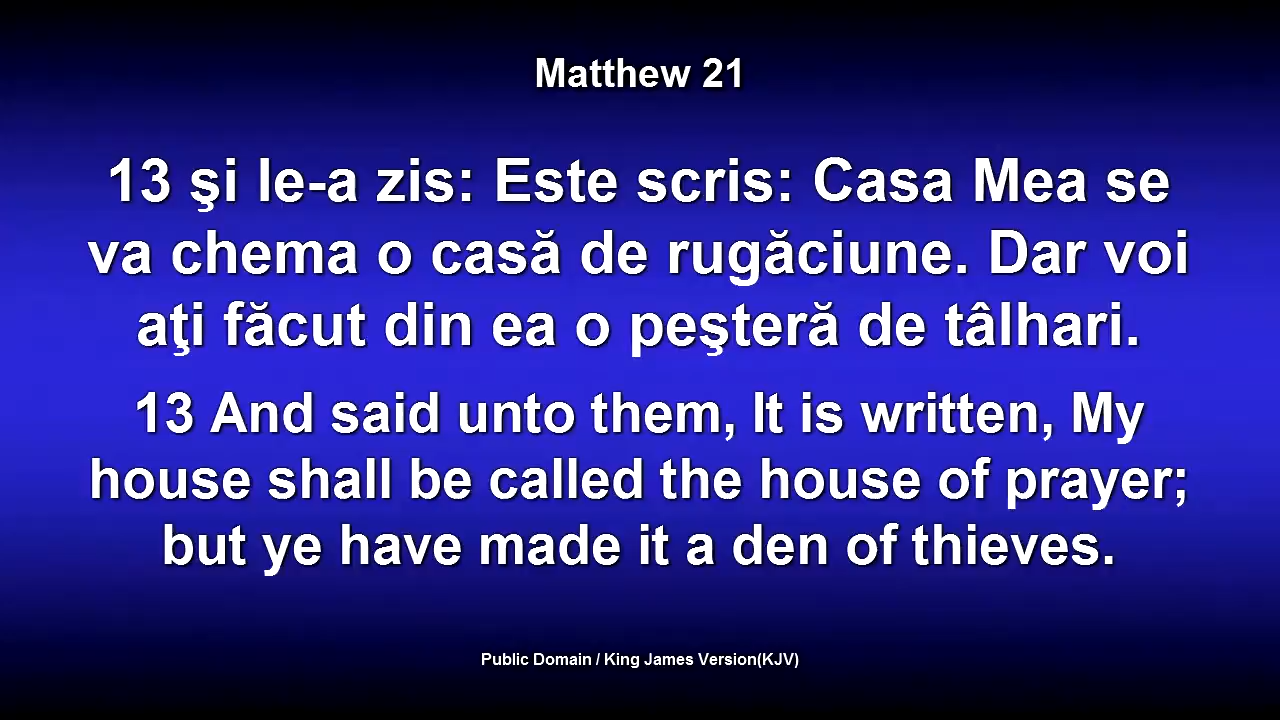 Matthew 21
13 şi le-a zis: Este scris: Casa Mea se
va chema o casă de rugăciune. Dar voi
aţi făcut din ea o peşteră de tâlhari.
13 And said unto them, It is written, My
house shall be called the house of prayer;
but ye have made it a den of thieves.
Public Domain / King James Version(KJV)